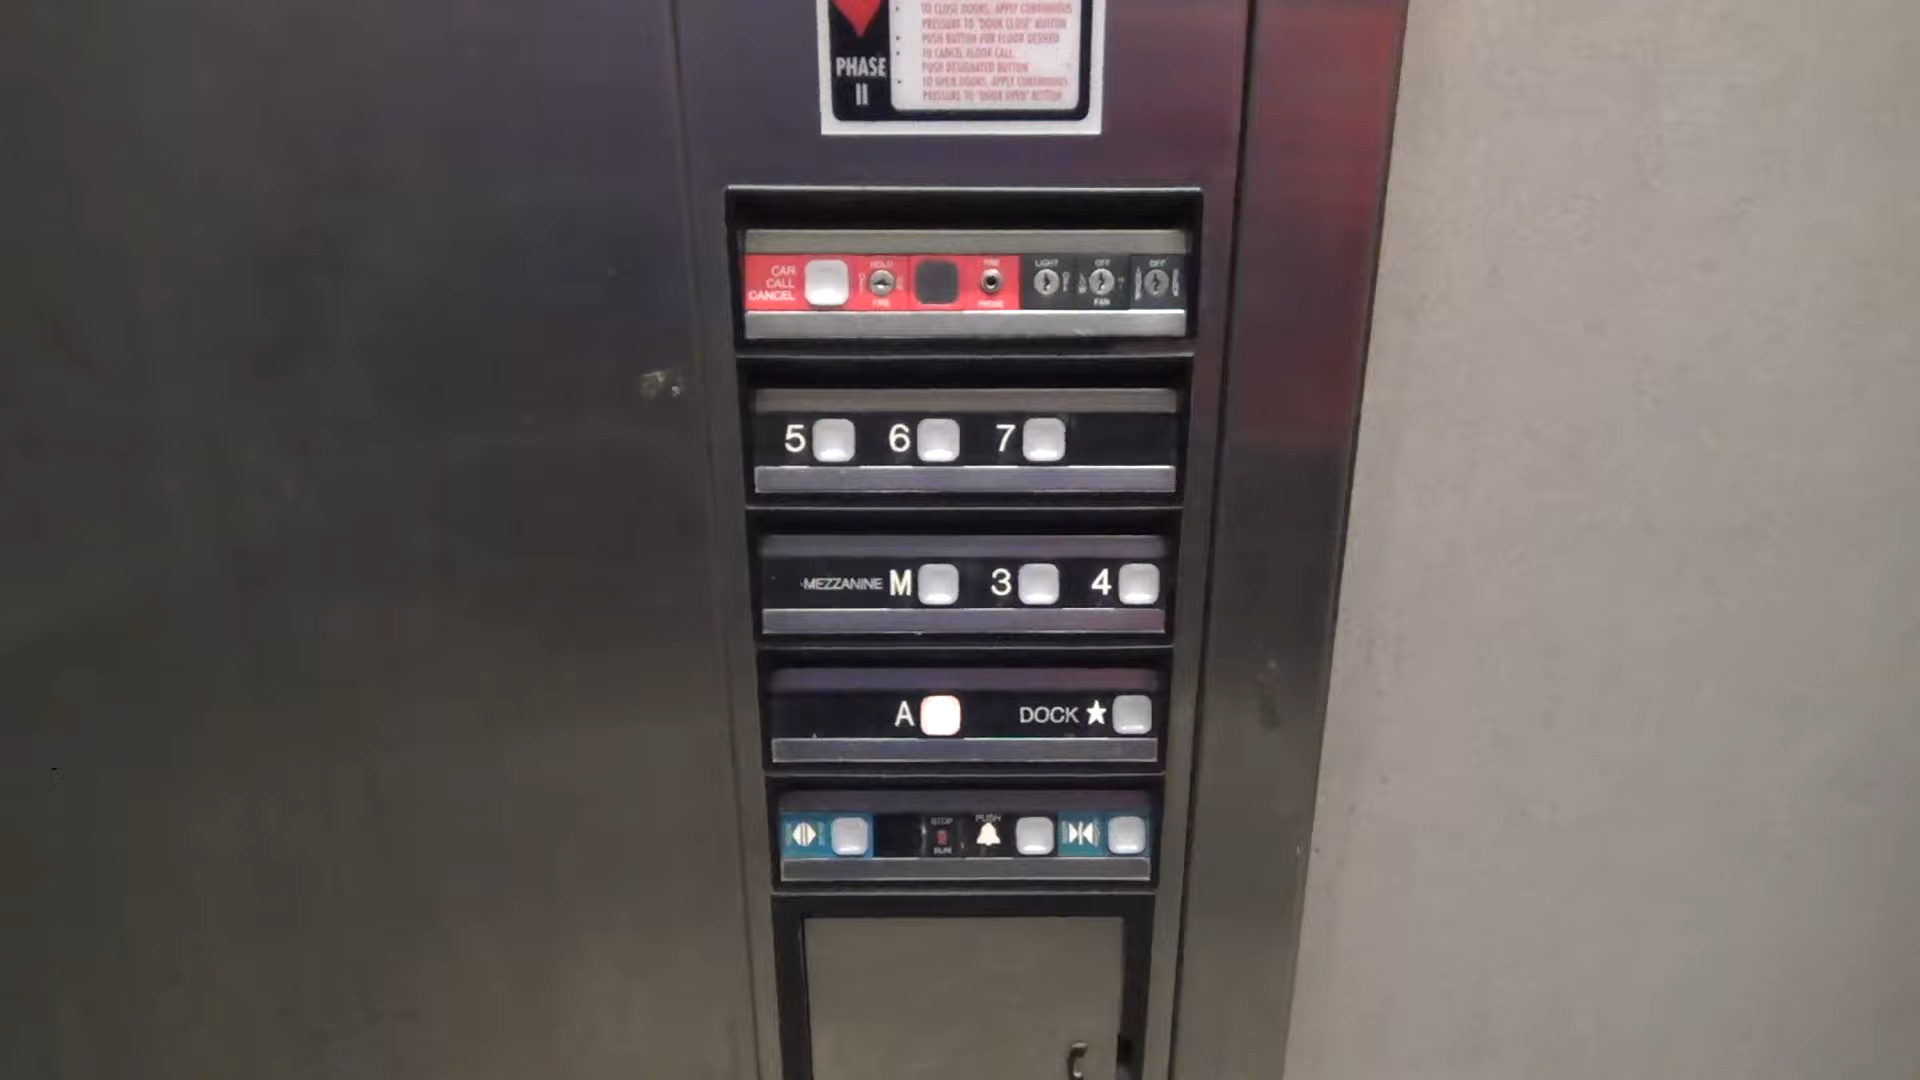 TO CLOSE DOORS: APPLY CONTINUOUS
PRESSURE TO "DOOR CLOSE" BUTTON
PUSH BUTTON FOR FLOOR DESIRED
TO CANCEL FLOOR CALL,
PUSH DESIGNATED BUTTON
TO OPEN DOORS: APPLY CONTINUOUS
PRESSURE TO "DOOR OPEN" BUTTON
PHASE
II
CAR
CALL
CANCEL
HOLD
FIRE
FIRE
PHONE
LIGHT
OFF
FAN
OFF
5 6 7
MEZZANINE M 3 4
A DOCK ★
STOP
RUN
PUSH